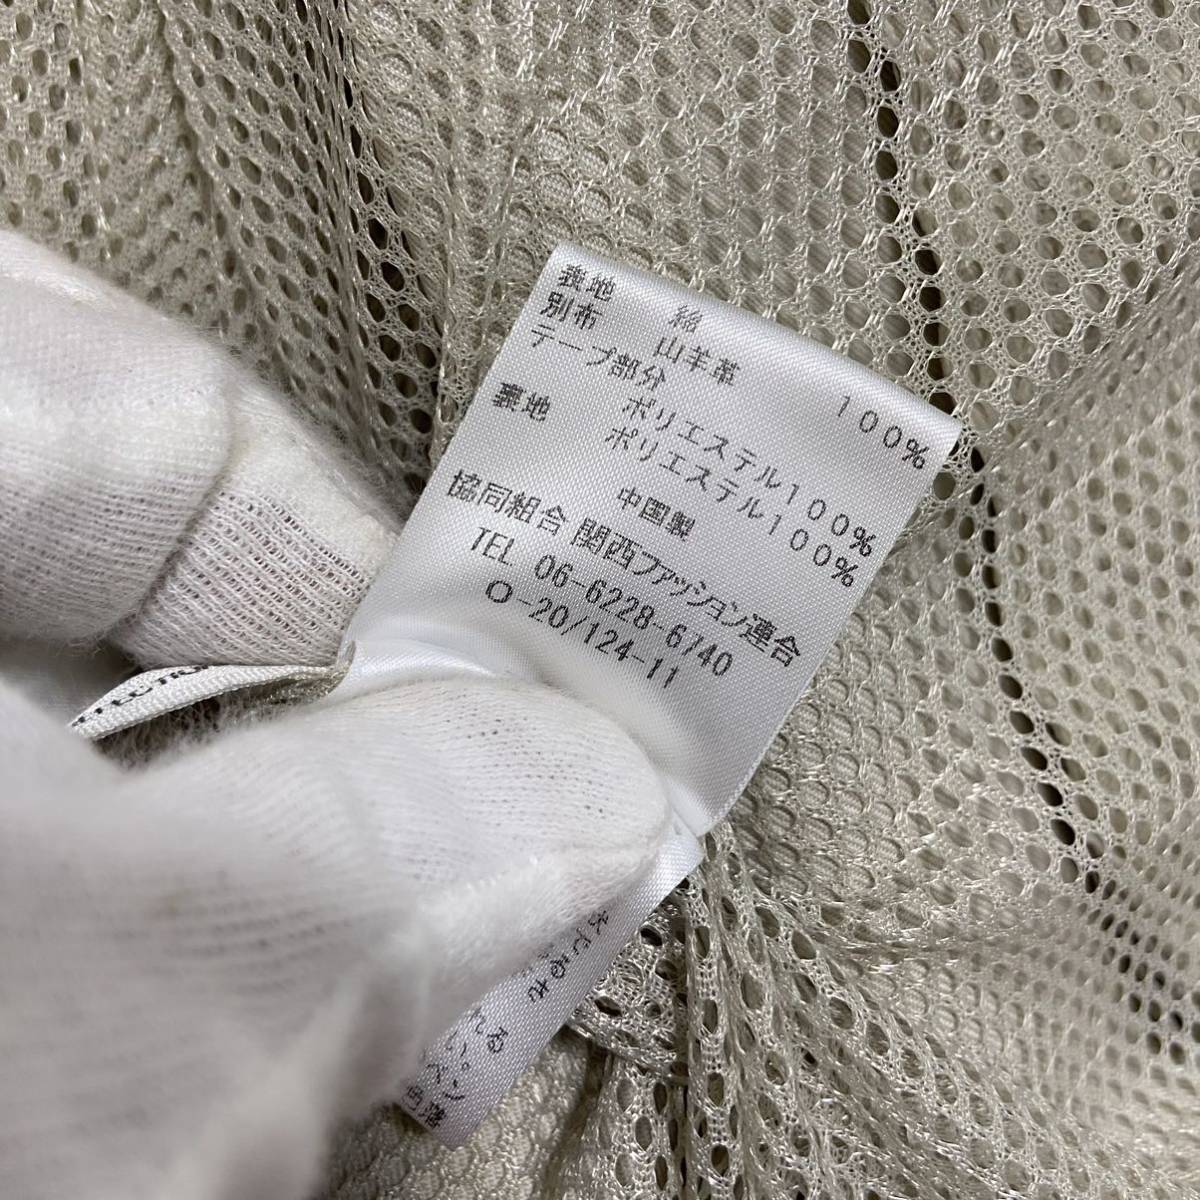 表地　絹　100%
別布　山羊革
テープ部分
ポリエステル100%
裏地　ポリエステル100%
中国製
協同組合 関西ファッション連合
TEL 06-6228-6740
O-20/124-11